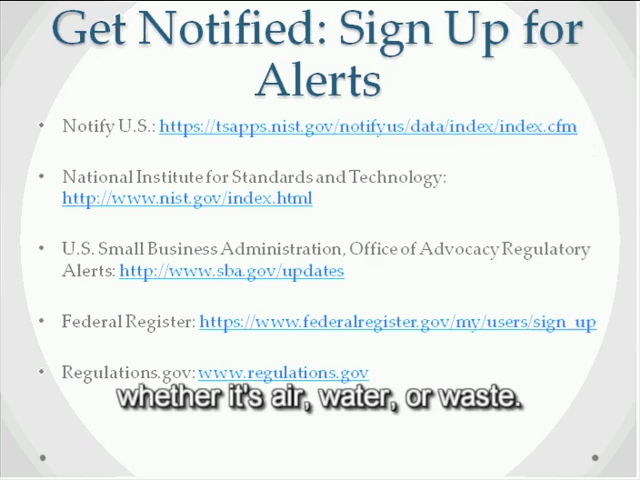 Get Notified: Sign Up for
Alerts
• Notify U.S.: https://tsapps.nist.gov/notifyus/data/index/index.cfm
• National Institute for Standards and Technology:
http://www.nist.gov/index.html
• U.S. Small Business Administration, Office of Advocacy Regulatory
Alerts: http://www.sba.gov/updates
• Federal Register: https://www.federalregister.gov/my/users/sign_up
• Regulations.gov: www.regulations.gov
whether it's air, water, or waste.